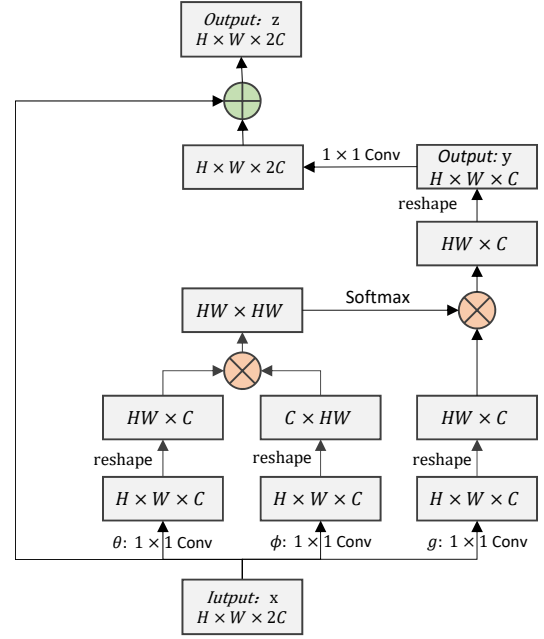 Output: z
H × W × 2C
H × W × 2C
1 × 1 Conv
Output: y
H × W × C
reshape
HW × C
HW × HW
Softmax
HW × C
C × HW
HW × C
reshape
reshape
reshape
H × W × C
H × W × C
H × W × C
θ: 1 × 1 Conv
ϕ: 1 × 1 Conv
g: 1 × 1 Conv
Iutput: x
H × W × 2C